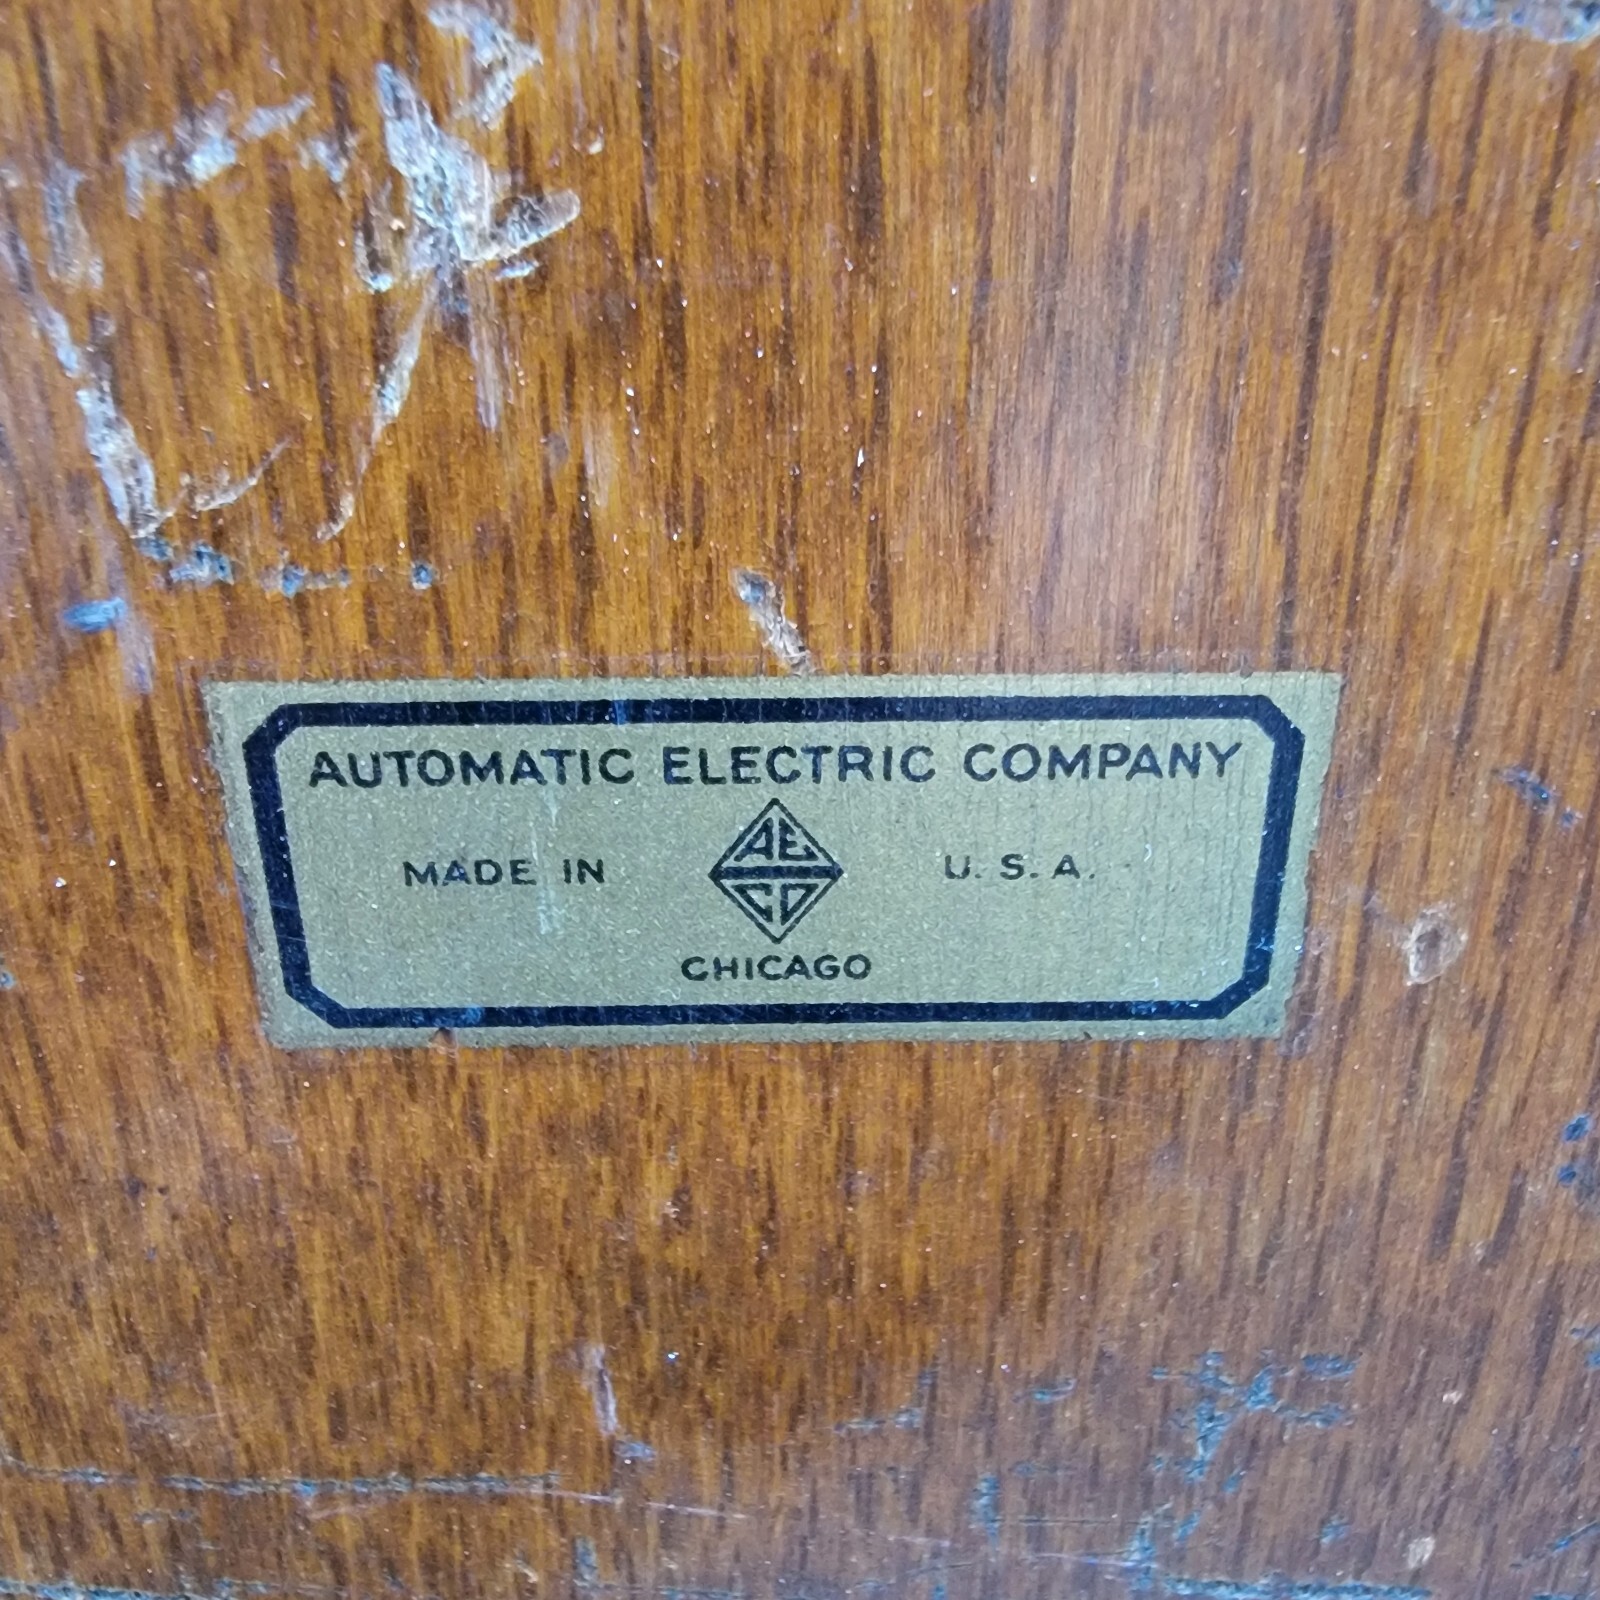 AUTOMATIC ELECTRIC COMPANY
MADE IN AE CO U. S. A.
CHICAGO